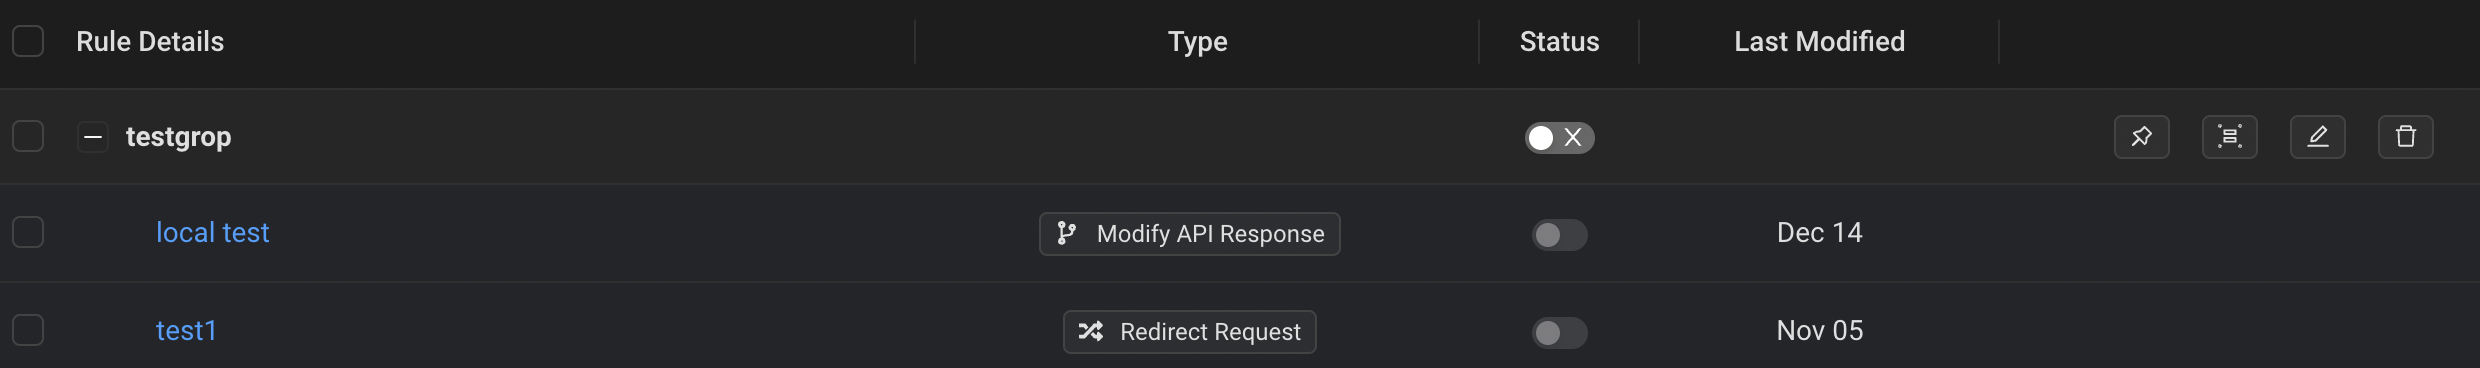 Rule Details Type Status Last Modified
testgrop
local test Modify API Response Dec 14
test1 Redirect Request Nov 05